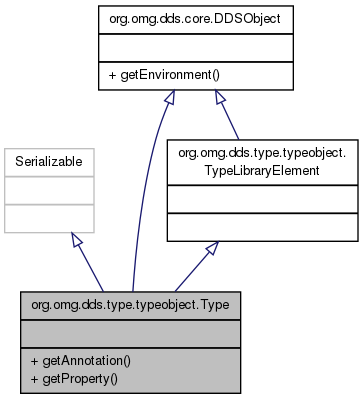 org.omg.dds.core.DDSObject
+ getEnvironment()
Serializable
org.omg.dds.type.typeobject.
TypeLibraryElement
org.omg.dds.type.typeobject.Type
+ getAnnotation()
+ getProperty()